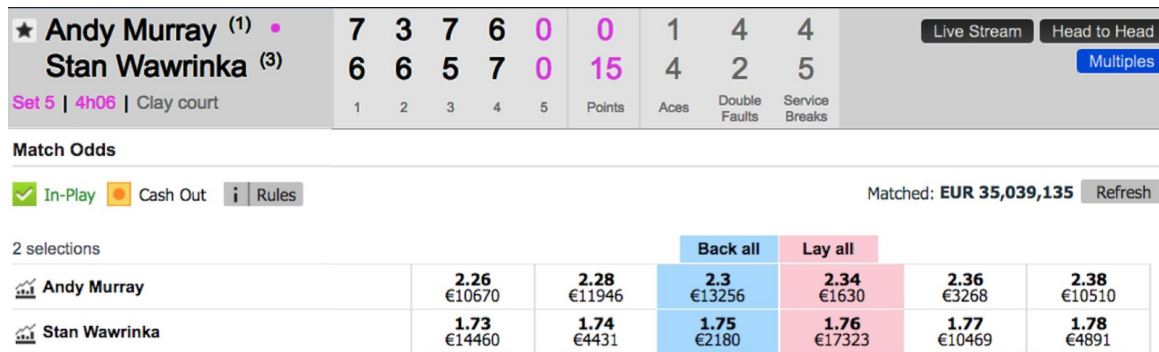 Andy Murray (1) 7 3 7 6 0 0 1 4 4 Live Stream Head to Head
Stan Wawrinka (3) 6 6 5 7 0 15 4 2 5 Multiples
Set 5 | 4h06 | Clay court 1 2 3 4 5 Points Aces Double Faults Service Breaks
Match Odds
In-Play Cash Out i Rules Matched: EUR 35,039,135 Refresh
2 selections Back all Lay all
Andy Murray 2.26 2.28 2.3 2.34 2.36 2.38
€10670 €11946 €13256 €1630 €3268 €10510
Stan Wawrinka 1.73 1.74 1.75 1.76 1.77 1.78
€14460 €4431 €2180 €17323 €10469 €4891